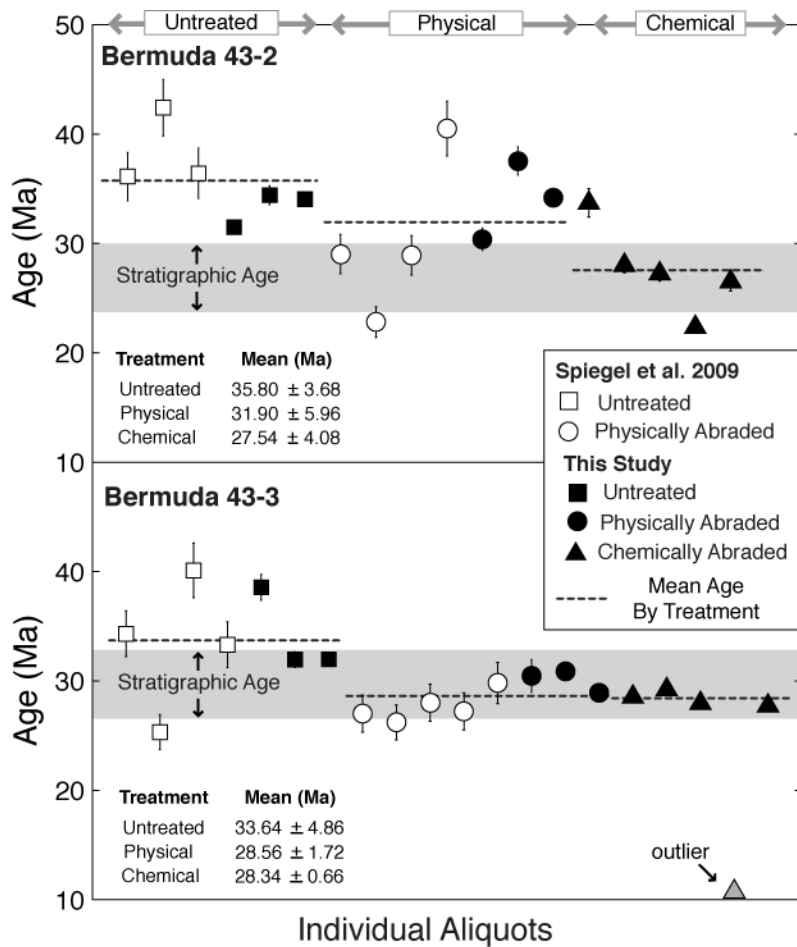 Untreated Physical Chemical
50
Bermuda 43-2
40
30
20
10
Age (Ma)
Stratigraphic Age
Treatment Mean (Ma)
Untreated 35.80 ± 3.68
Physical 31.90 ± 5.96
Chemical 27.54 ± 4.08
Spiegel et al. 2009
Untreated
Physically Abraded
This Study
Untreated
Physically Abraded
Chemically Abraded
Mean Age
By Treatment
Bermuda 43-3
40
30
20
10
Age (Ma)
Stratigraphic Age
Treatment Mean (Ma)
Untreated 33.64 ± 4.86
Physical 28.56 ± 1.72
Chemical 28.34 ± 0.66
outlier
Individual Aliquots